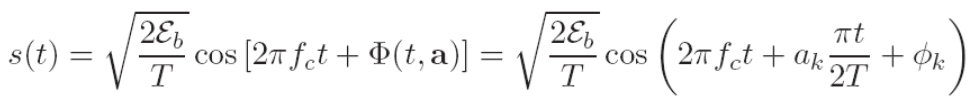 $s(t) = \sqrt{\frac{2\mathcal{E}_b}{T}} \cos\left[2\pi f_c t + \Phi(t, \mathbf{a})\right] = \sqrt{\frac{2\mathcal{E}_b}{T}} \cos\left(2\pi f_c t + a_k \frac{\pi t}{2T} + \phi_k\right)$